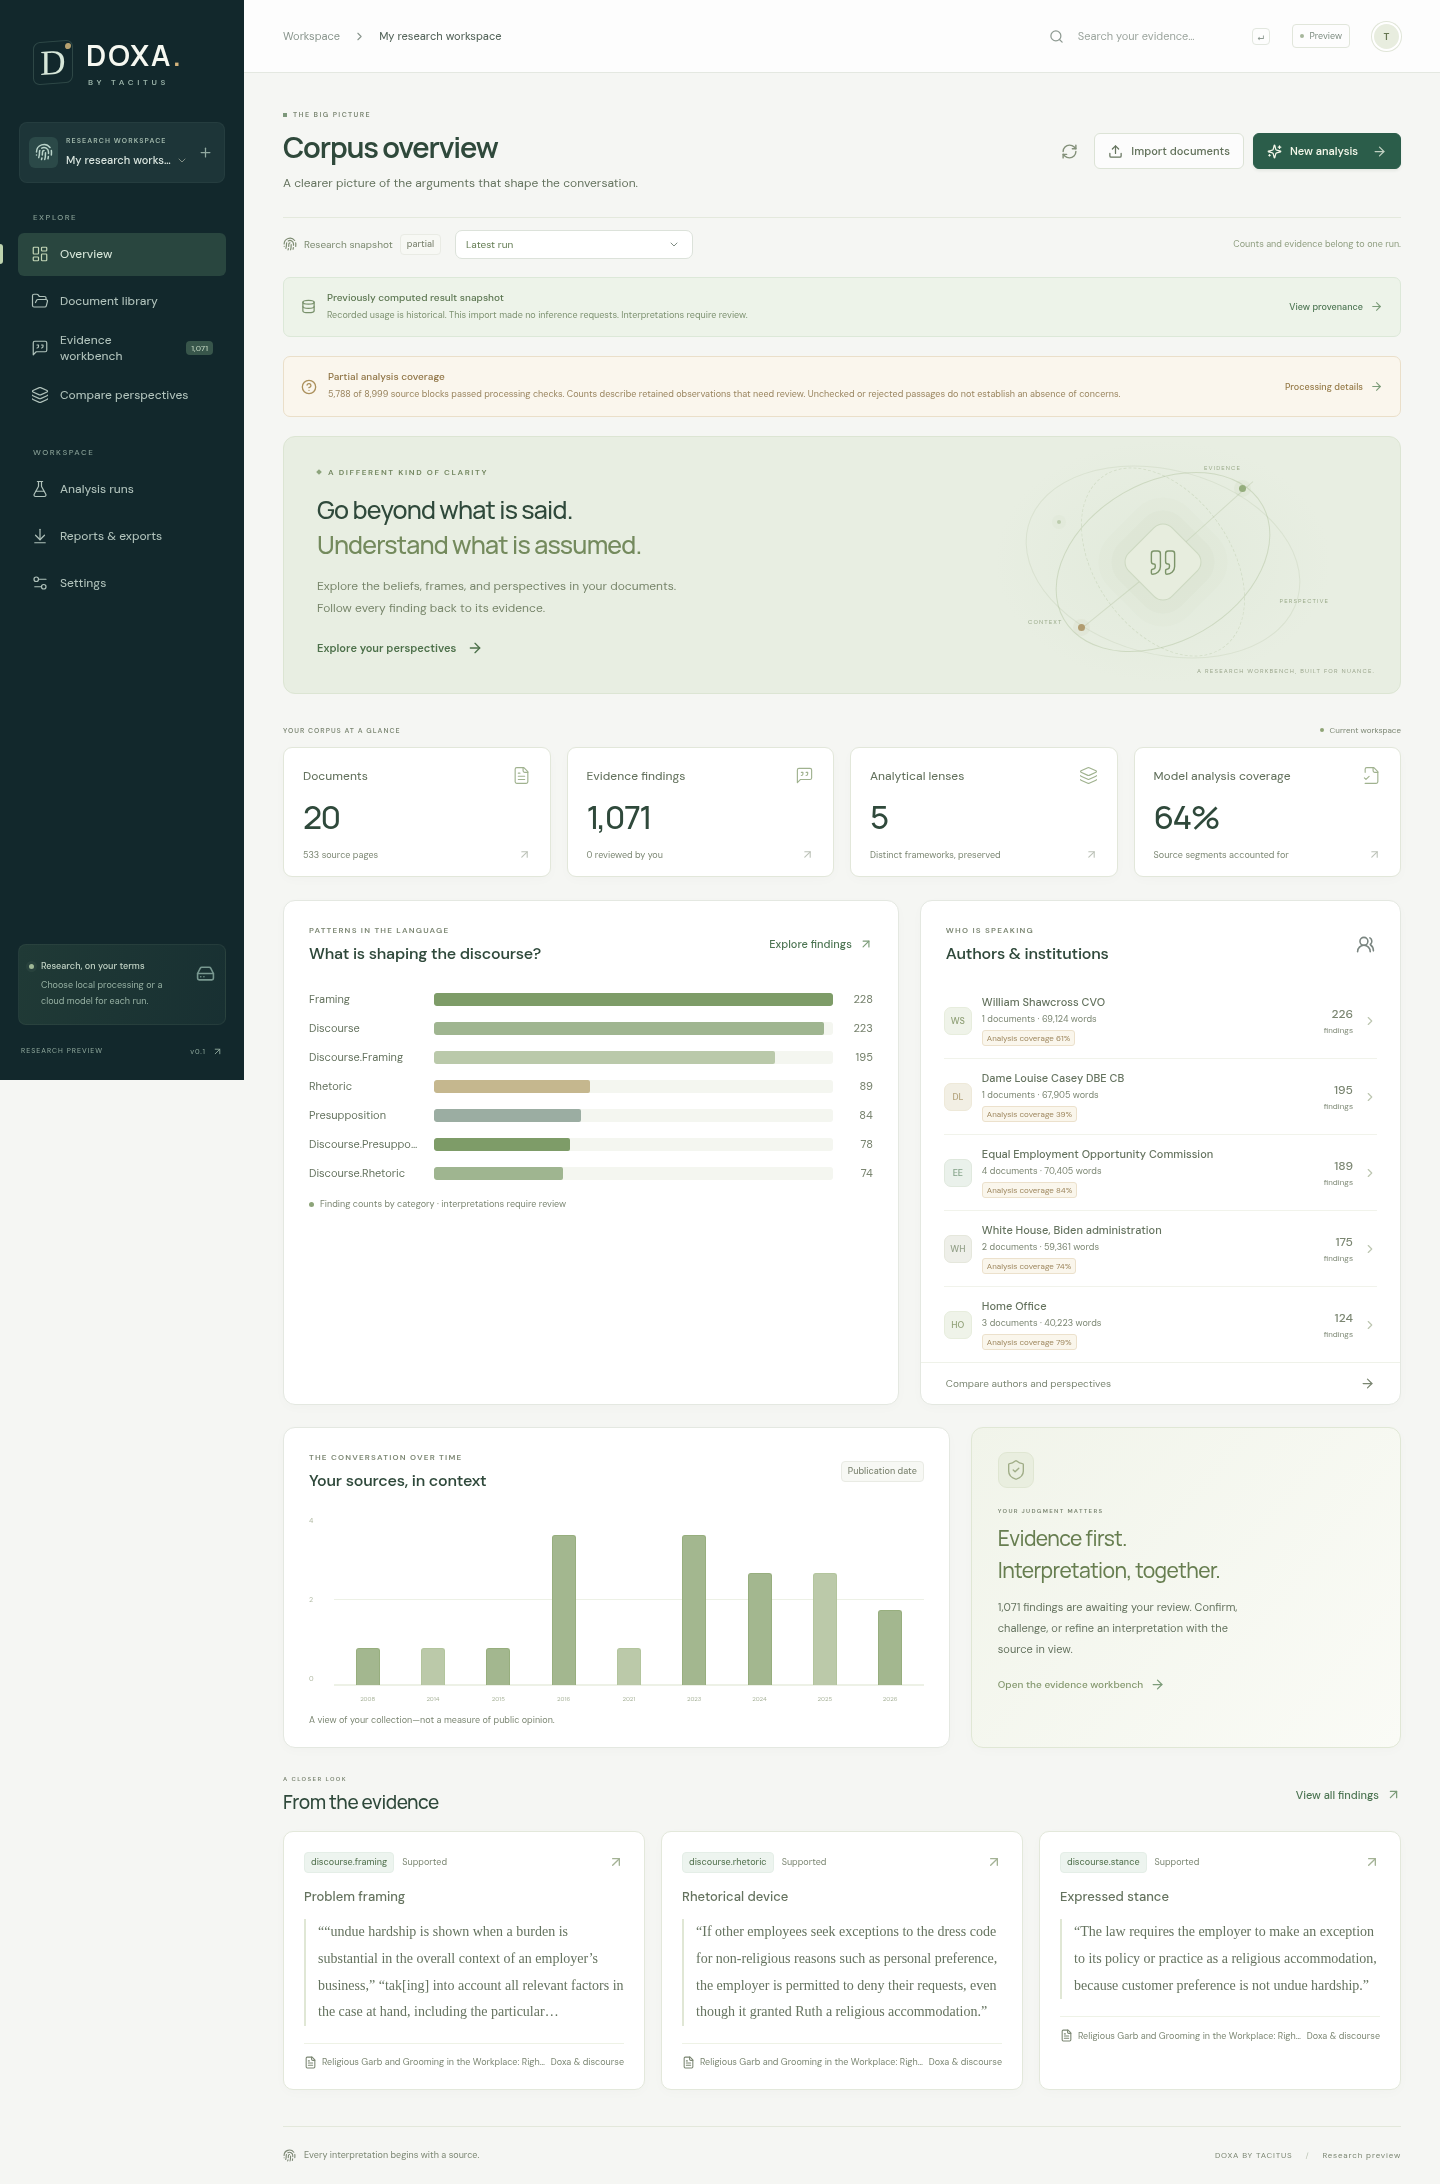 D DOXA.
BY TACITUS
RESEARCH WORKSPACE
My research works...
EXPLORE
Overview
Document library
Evidence
workbench
1,071
Compare perspectives
WORKSPACE
Analysis runs
Reports & exports
Settings
Research, on your terms
Choose local processing or a
cloud model for each run.
RESEARCH PREVIEW
v0.1
Workspace
My research workspace
Search your evidence...
Preview
T
THE BIG PICTURE
Corpus overview
A clearer picture of the arguments that shape the conversation.
Import documents
New analysis
Research snapshot
partial
Latest run
Counts and evidence belong to one run.
Previously computed result snapshot
Recorded usage is historical. This import made no inference requests. Interpretations require review.
View provenance
Partial analysis coverage
5,788 of 8,999 source blocks passed processing checks. Counts describe retained observations that need review. Unchecked or rejected passages do not establish an absence of concerns.
Processing details
A DIFFERENT KIND OF CLARITY
Go beyond what is said.
Understand what is assumed.
Explore the beliefs, frames, and perspectives in your documents.
Follow every finding back to its evidence.
Explore your perspectives
EVIDENCE
PERSPECTIVE
CONTEXT
A RESEARCH WORKBENCH, BUILT FOR NUANCE.
YOUR CORPUS AT A GLANCE
Current workspace
Documents
20
533 source pages
Evidence findings
1,071
0 reviewed by you
Analytical lenses
5
Distinct frameworks, preserved
Model analysis coverage
64%
Source segments accounted for
PATTERNS IN THE LANGUAGE
What is shaping the discourse?
Explore findings
Framing 228
Discourse 223
Discourse.Framing 195
Rhetoric 89
Presupposition 84
Discourse.Presuppo... 78
Discourse.Rhetoric 74
Finding counts by category · interpretations require review
WHO IS SPEAKING
Authors & institutions
WS
William Shawcross CVO
1 documents · 69,124 words
Analysis coverage 61%
226
findings
DL
Dame Louise Casey DBE CB
1 documents · 67,905 words
Analysis coverage 39%
195
findings
EE
Equal Employment Opportunity Commission
4 documents · 70,405 words
Analysis coverage 84%
189
findings
WH
White House, Biden administration
2 documents · 59,361 words
Analysis coverage 74%
175
findings
HO
Home Office
3 documents · 40,223 words
Analysis coverage 79%
124
findings
Compare authors and perspectives
THE CONVERSATION OVER TIME
Your sources, in context
Publication date
4
2
0
2008 2014 2015 2016 2021 2023 2024 2025 2026
A view of your collection—not a measure of public opinion.
YOUR JUDGMENT MATTERS
Evidence first.
Interpretation, together.
1,071 findings are awaiting your review. Confirm,
challenge, or refine an interpretation with the
source in view.
Open the evidence workbench
A CLOSER LOOK
From the evidence
View all findings
discourse.framing Supported
Problem framing
““undue hardship is shown when a burden is
substantial in the overall context of an employer’s
business,” “tak[ing] into account all relevant factors in
the case at hand, including the particular…
Religious Garb and Grooming in the Workplace: Righ... Doxa & discourse
discourse.rhetoric Supported
Rhetorical device
“If other employees seek exceptions to the dress code
for non-religious reasons such as personal preference,
the employer is permitted to deny their requests, even
though it granted Ruth a religious accommodation.”
Religious Garb and Grooming in the Workplace: Righ... Doxa & discourse
discourse.stance Supported
Expressed stance
“The law requires the employer to make an exception
to its policy or practice as a religious accommodation,
because customer preference is not undue hardship.”
Religious Garb and Grooming in the Workplace: Righ... Doxa & discourse
Every interpretation begins with a source.
DOXA BY TACITUS / Research preview